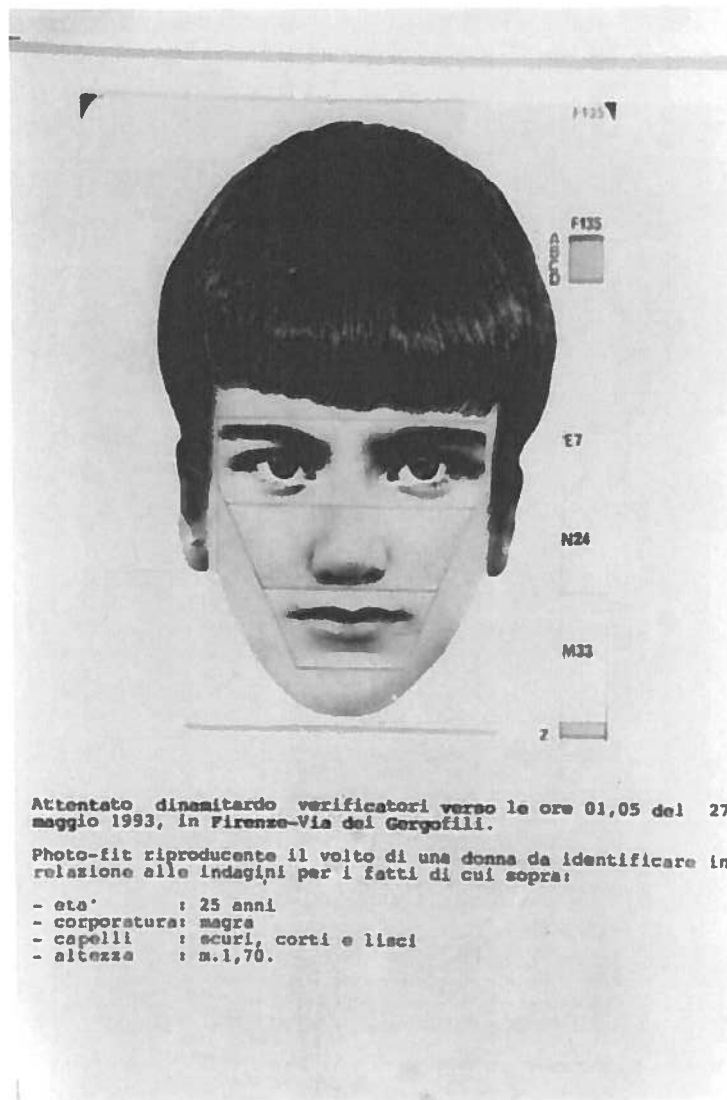 F135
F135
A
B
C
D
E7
N24
M33
Z
Attentato dinamitardo verificatori verso le ore 01,05 del 27
maggio 1993, in Firenze-Via dei Gergofili.
Photo-fit riproducente il volto di una donna da identificare in
relazione alle indagini per i fatti di cui sopra:
- eta' : 25 anni
- corporatura: magra
- capelli : scuri, corti e lisci
- altezza : m.1,70.